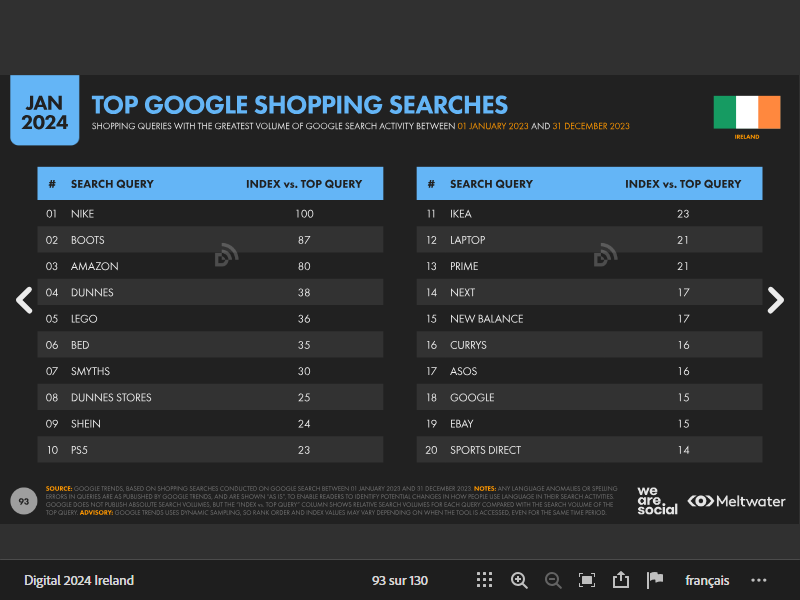 JAN
2024
TOP GOOGLE SHOPPING SEARCHES
SHOPPING QUERIES WITH THE GREATEST VOLUME OF GOOGLE SEARCH ACTIVITY BETWEEN 01 JANUARY 2023 AND 31 DECEMBER 2023
IRELAND
# SEARCH QUERY INDEX vs. TOP QUERY
01 NIKE 100
02 BOOTS 87
03 AMAZON 80
04 DUNNES 38
05 LEGO 36
06 BED 35
07 SMYTHS 30
08 DUNNES STORES 25
09 SHEIN 24
10 PS5 23
# SEARCH QUERY INDEX vs. TOP QUERY
11 IKEA 23
12 LAPTOP 21
13 PRIME 21
14 NEXT 17
15 NEW BALANCE 17
16 CURRYS 16
17 ASOS 16
18 GOOGLE 15
19 EBAY 15
20 SPORTS DIRECT 14
93
SOURCE: GOOGLE TRENDS, BASED ON SHOPPING SEARCHES CONDUCTED ON GOOGLE SEARCH BETWEEN 01 JANUARY 2023 AND 31 DECEMBER 2023. NOTES: ANY LANGUAGE ANOMALIES OR SPELLING
ERRORS IN QUERIES ARE AS PUBLISHED BY GOOGLE TRENDS, AND ARE SHOWN "AS IS", TO ENABLE READERS TO IDENTIFY POTENTIAL CHANGES IN HOW PEOPLE USE LANGUAGE IN THEIR SEARCH ACTIVITIES.
GOOGLE DOES NOT PUBLISH ABSOLUTE SEARCH VOLUMES, BUT THE "INDEX vs. TOP QUERY" COLUMN SHOWS RELATIVE SEARCH VOLUMES FOR EACH QUERY COMPARED WITH THE SEARCH VOLUME OF THE
TOP QUERY. ADVISORY: GOOGLE TRENDS USES DYNAMIC SAMPLING, SO RANK ORDER AND INDEX VALUES MAY VARY DEPENDING ON WHEN THE TOOL IS ACCESSED, EVEN FOR THE SAME TIME PERIOD.
we
are.
social
Meltwater
Digital 2024 Ireland
93 sur 130
français